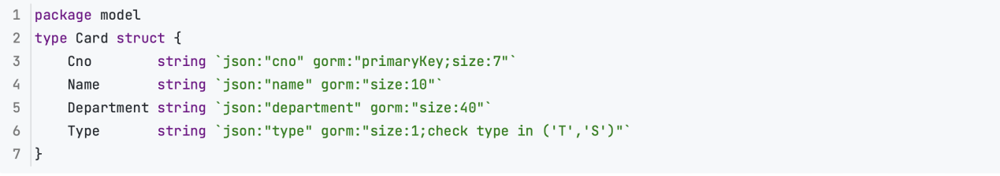 1 package model
2 type Card struct {
3     Cno        string `json:"cno" gorm:"primaryKey;size:7"`
4     Name       string `json:"name" gorm:"size:10"`
5     Department string `json:"department" gorm:"size:40"`
6     Type       string `json:"type" gorm:"size:1;check type in ('T','S')"`
7 }